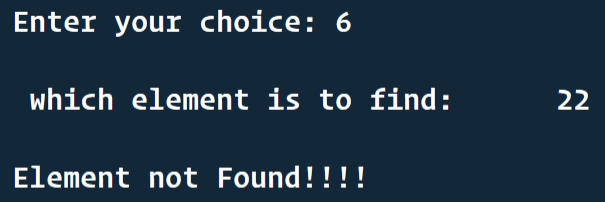 Enter your choice: 6
which element is to find: 22
Element not Found!!!!